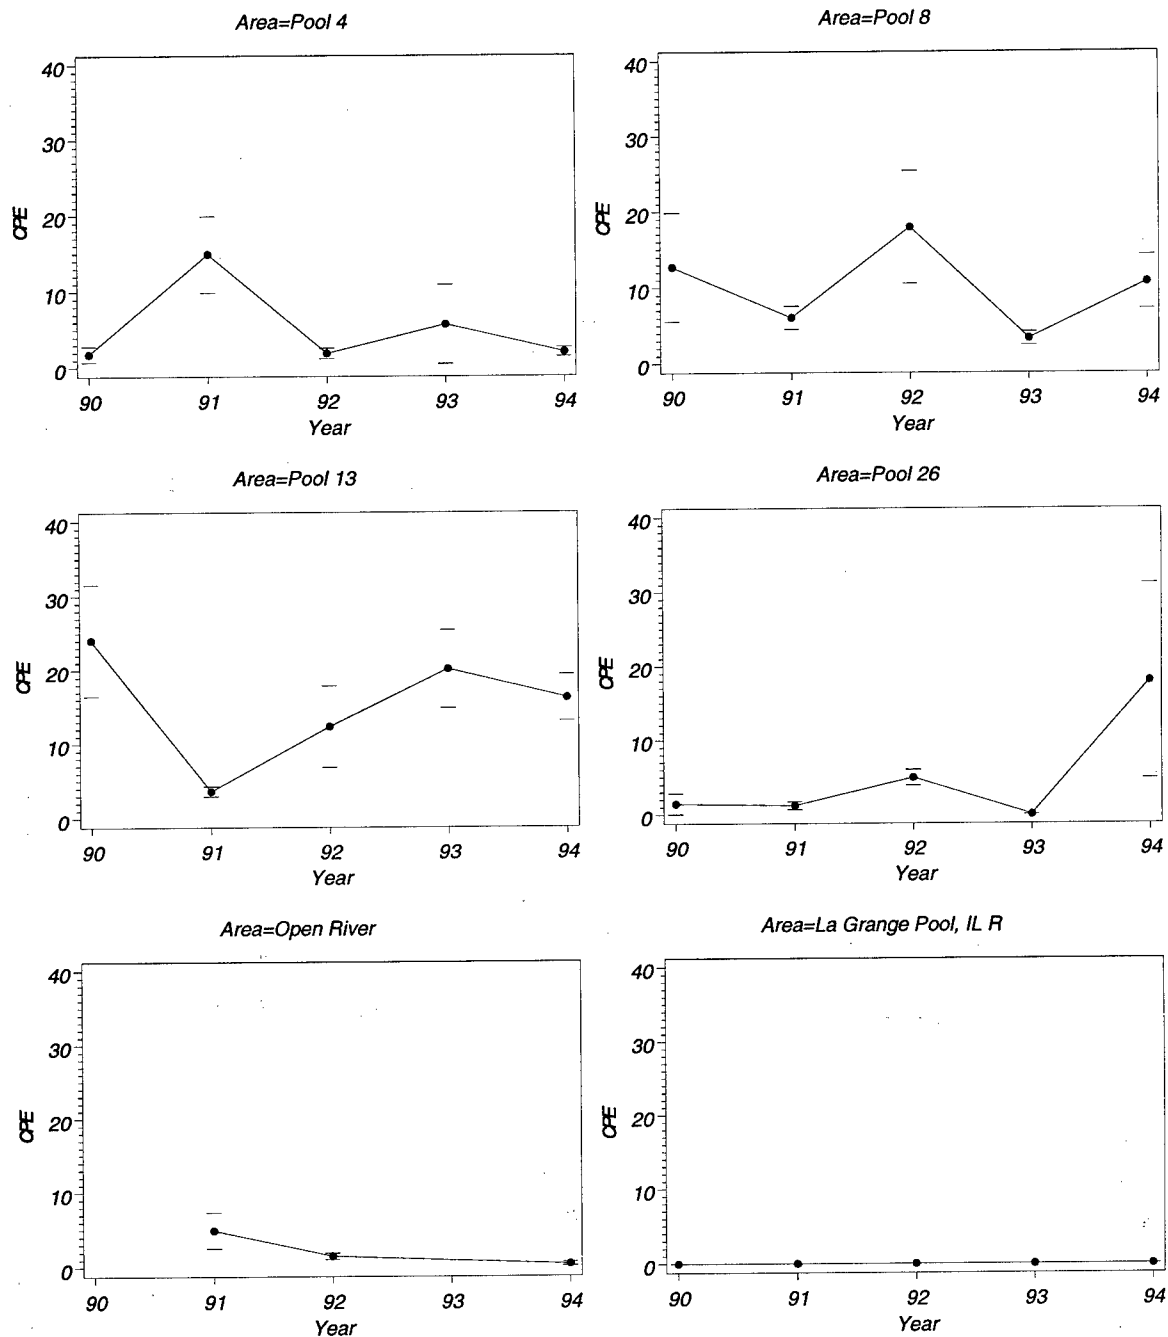 Area=Pool 4
40
30
20
10
0
CPE
90 91 92 93 94
Year
Area=Pool 8
40
30
20
10
0
CPE
90 91 92 93 94
Year
Area=Pool 13
40
30
20
10
0
CPE
90 91 92 93 94
Year
Area=Pool 26
40
30
20
10
0
CPE
90 91 92 93 94
Year
Area=Open River
40
30
20
10
0
CPE
90 91 92 93 94
Year
Area=La Grange Pool, IL R
40
30
20
10
0
CPE
90 91 92 93 94
Year